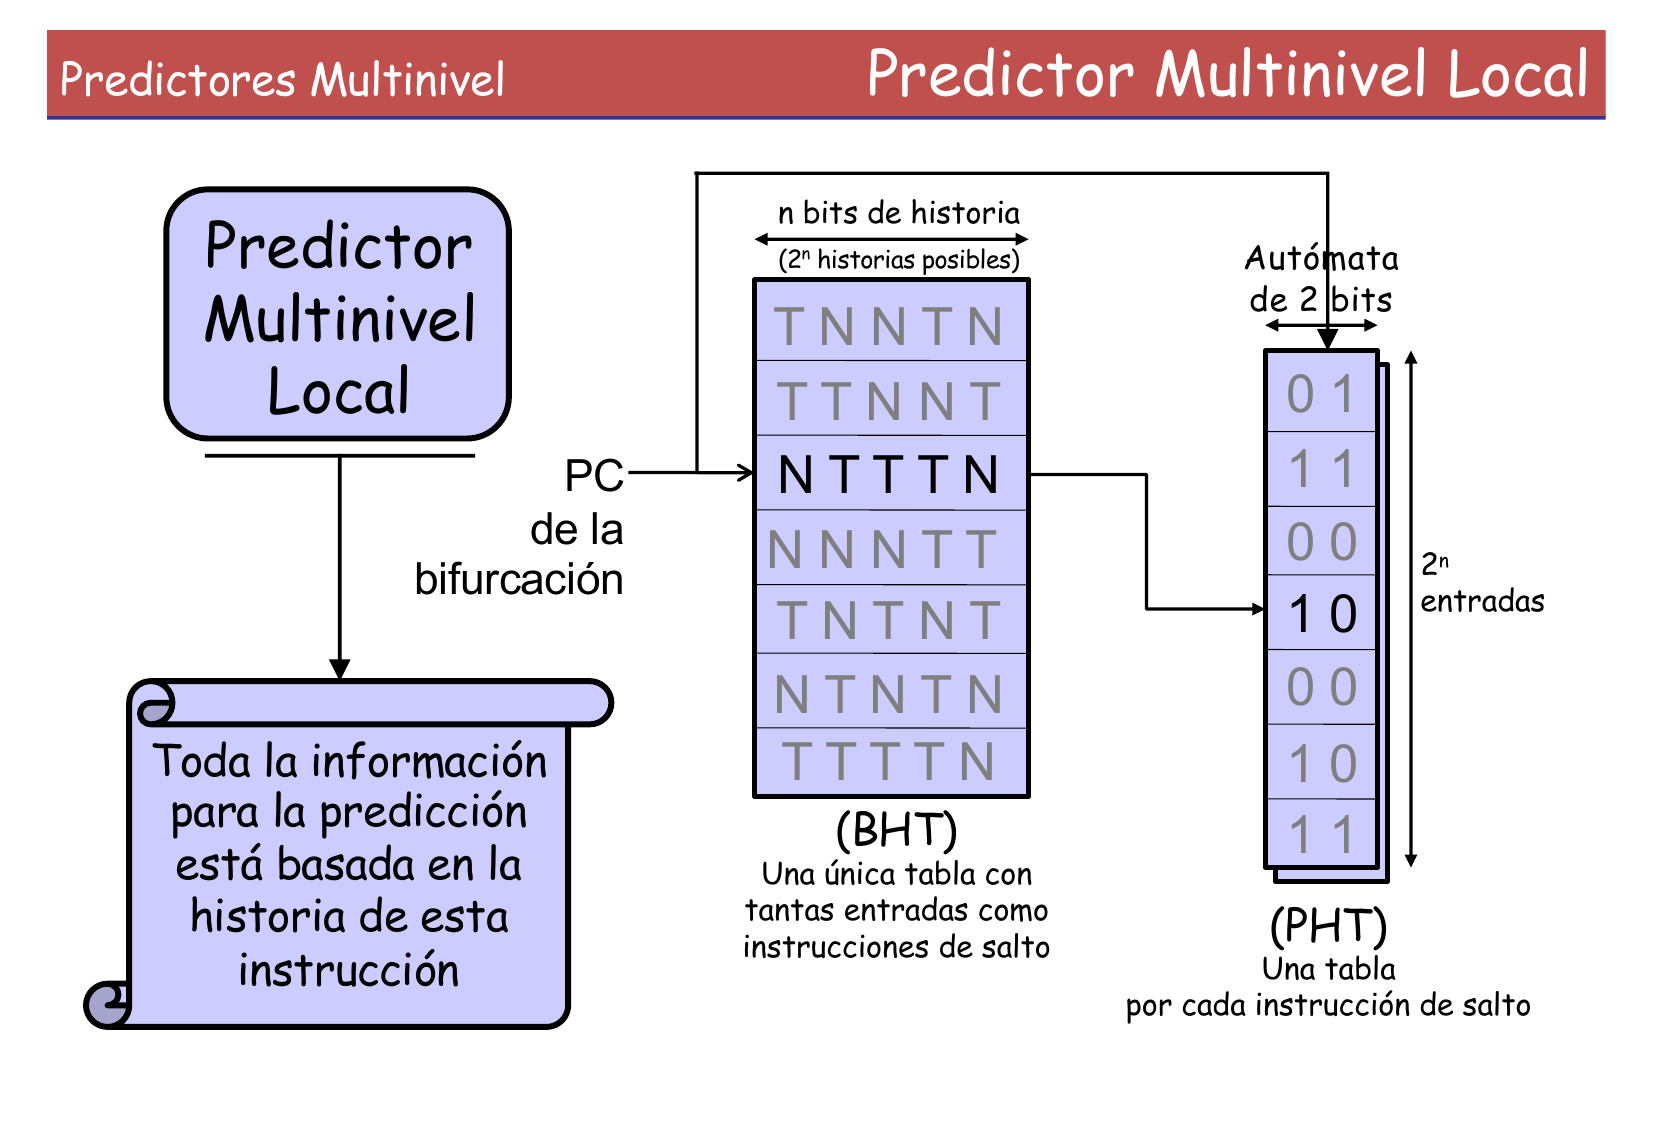 Predictores Multinivel
Predictor Multinivel Local
Predictor
Multinivel
Local
Toda la información
para la predicción
está basada en la
historia de esta
instrucción
PC
de la
bifurcación
n bits de historia
(2ⁿ historias posibles)
T N N T N
T T N N T
N T T T N
N N N T T
T N T N T
N T N T N
T T T T N
(BHT)
Una única tabla con
tantas entradas como
instrucciones de salto
Autómata
de 2 bits
0 1
1 1
0 0
1 0
0 0
1 0
1 1
2ⁿ
entradas
(PHT)
Una tabla
por cada instrucción de salto